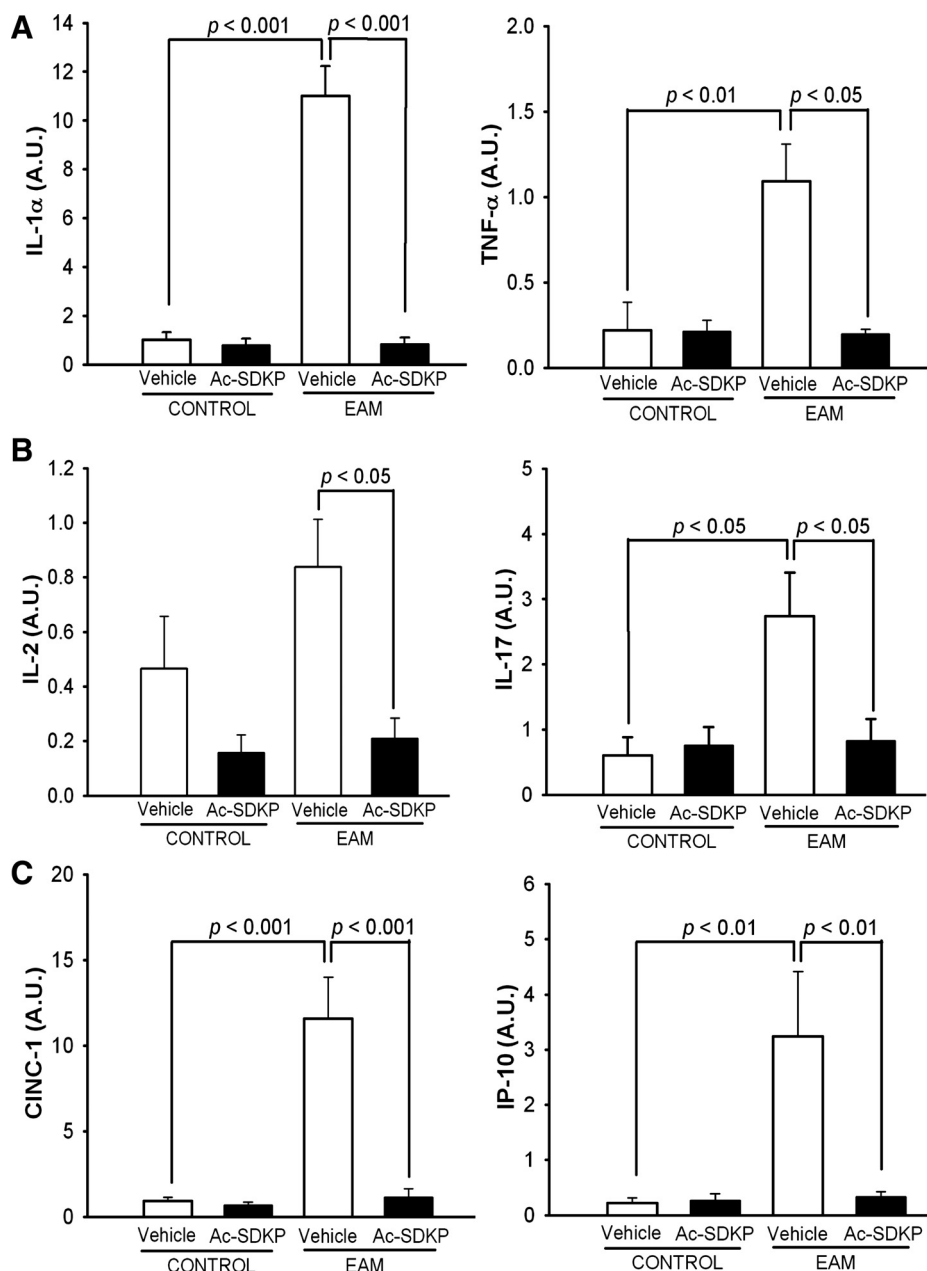 A
IL-1α (A.U.)
14
12
10
8
6
4
2
0
p < 0.001
p < 0.001
Vehicle
Ac-SDKP
Vehicle
Ac-SDKP
CONTROL
EAM
TNF-α (A.U.)
2.0
1.5
1.0
0.5
0.0
p < 0.01
p < 0.05
Vehicle
Ac-SDKP
Vehicle
Ac-SDKP
CONTROL
EAM
B
IL-2 (A.U.)
1.2
1.0
0.8
0.6
0.4
0.2
0.0
p < 0.05
Vehicle
Ac-SDKP
Vehicle
Ac-SDKP
CONTROL
EAM
IL-17 (A.U.)
5
4
3
2
1
0
p < 0.05
p < 0.05
Vehicle
Ac-SDKP
Vehicle
Ac-SDKP
CONTROL
EAM
C
CINC-1 (A.U.)
20
15
10
5
0
p < 0.001
p < 0.001
Vehicle
Ac-SDKP
Vehicle
Ac-SDKP
CONTROL
EAM
IP-10 (A.U.)
6
5
4
3
2
1
0
p < 0.01
p < 0.01
Vehicle
Ac-SDKP
Vehicle
Ac-SDKP
CONTROL
EAM